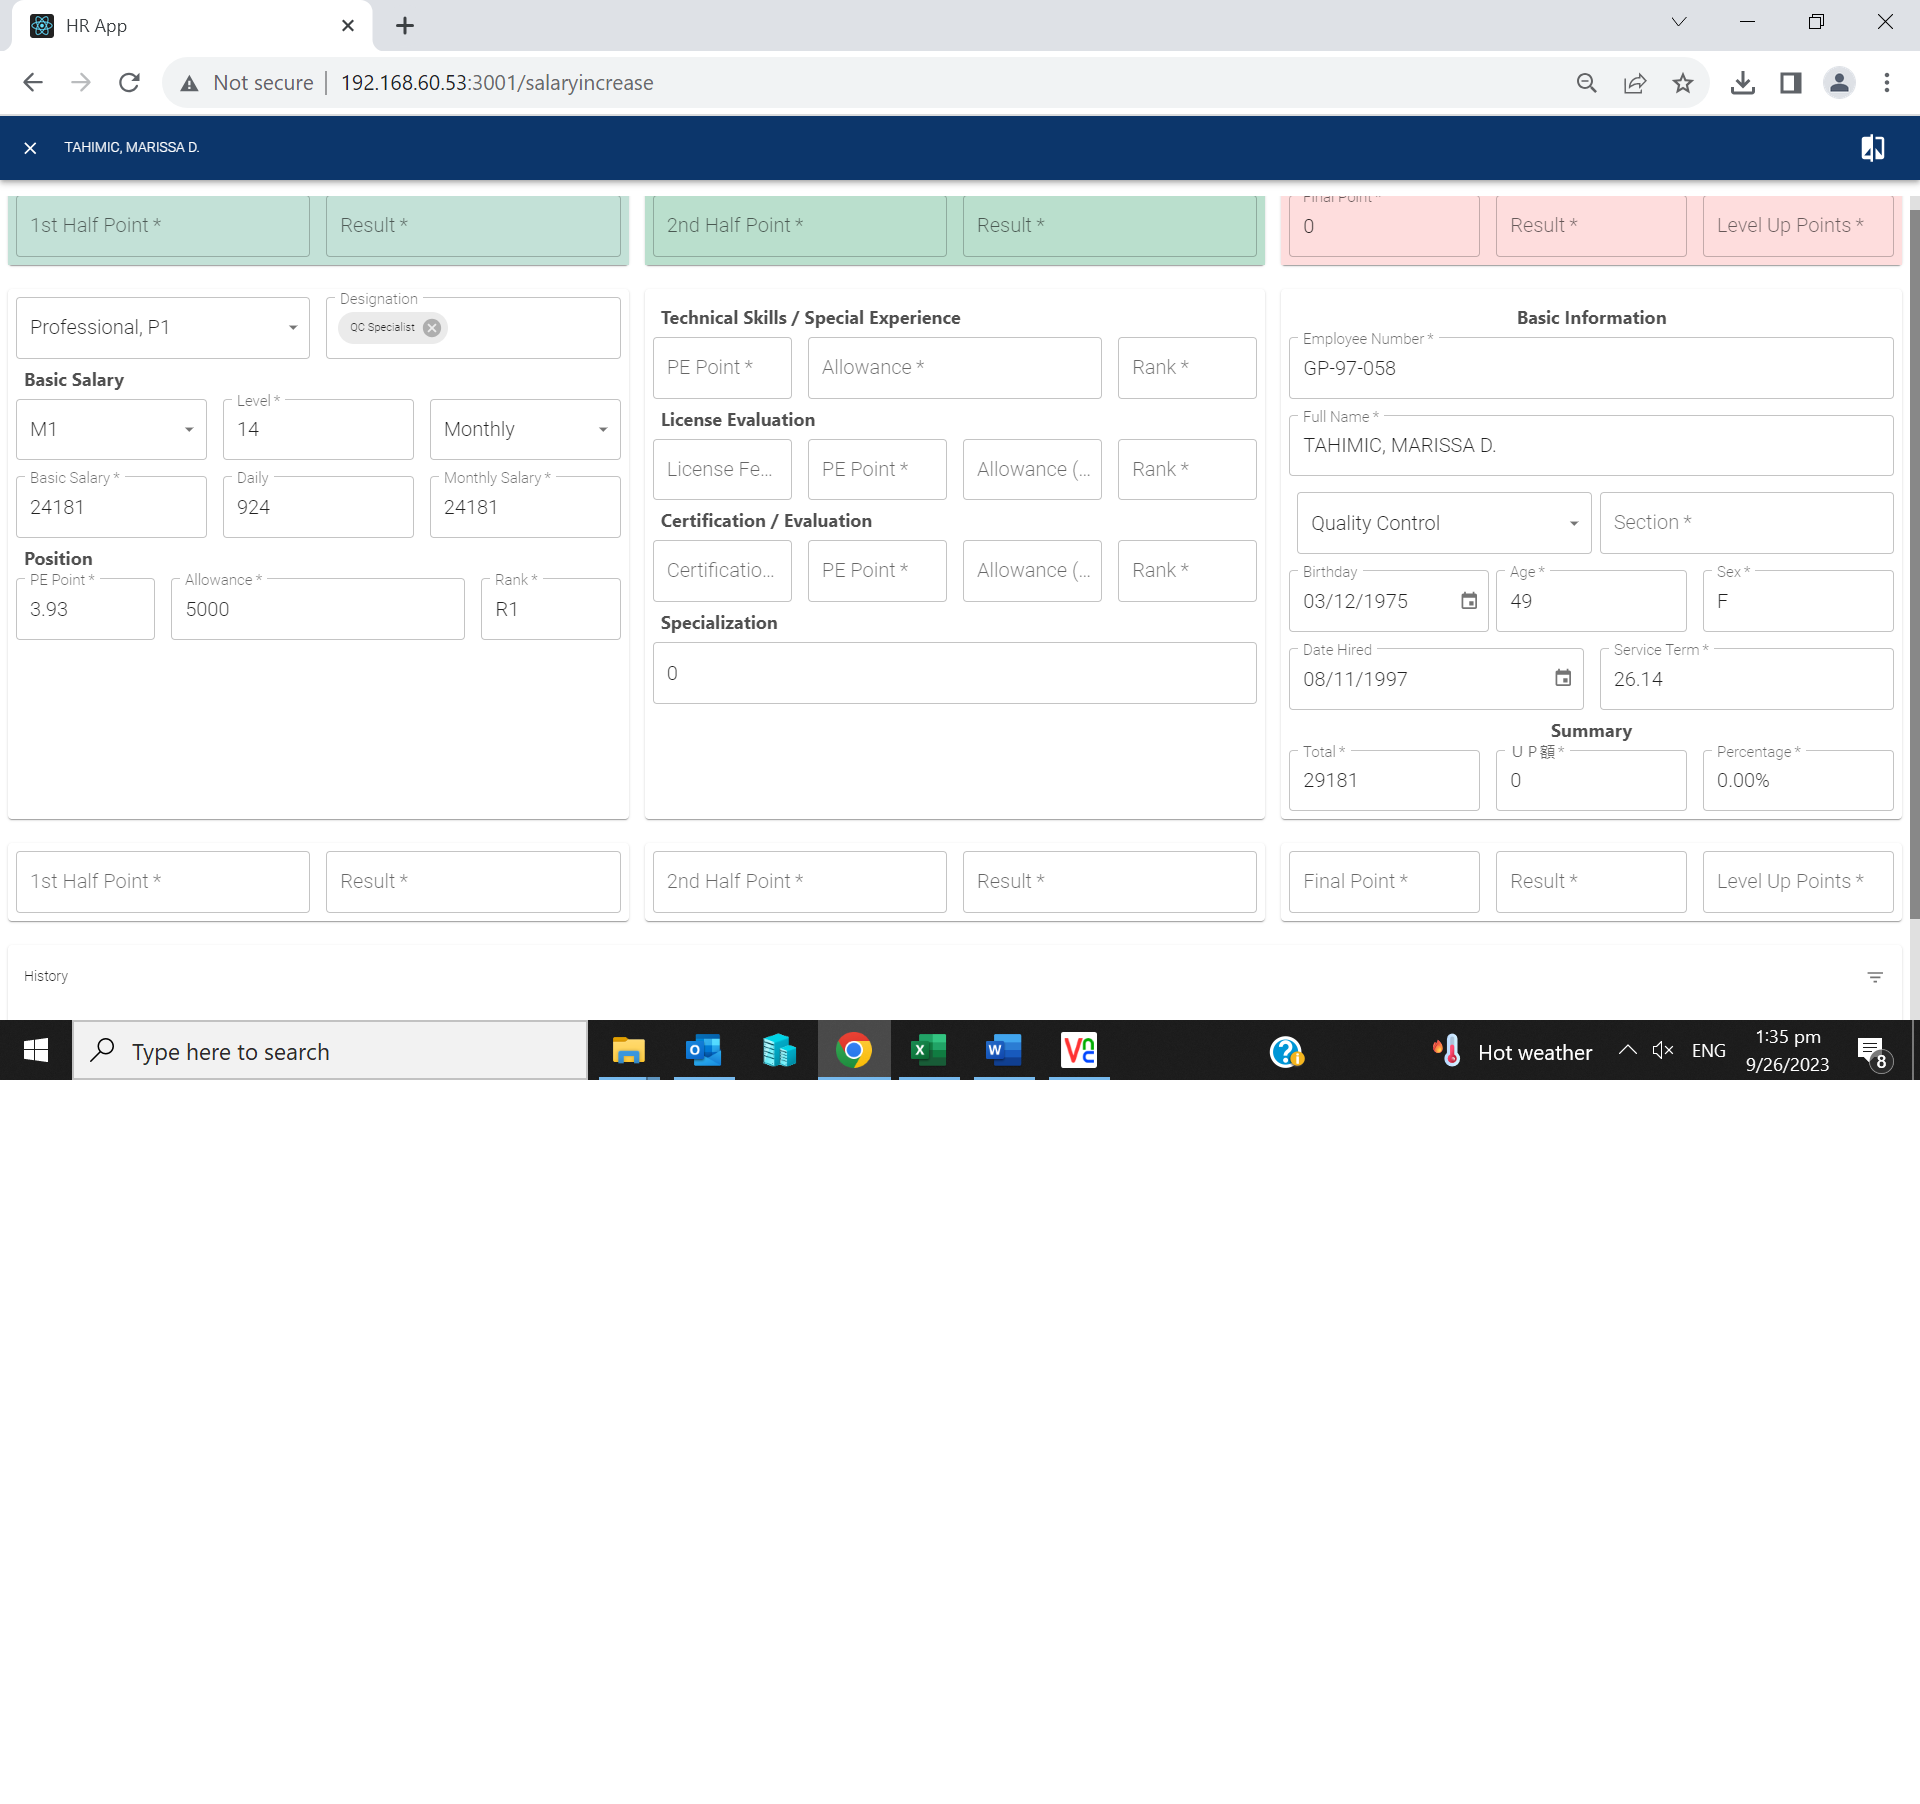 HR App
Not secure 192.168.60.53:3001/salaryincrease
TAHIMIC, MARISSA D.
1st Half Point * Result * 2nd Half Point * Result * Final Point * 0 Result * Level Up Points *
Professional, P1
Designation
QC Specialist
Basic Salary
M1
Level *
14
Monthly
Basic Salary *
24181
Daily
924
Monthly Salary *
24181
Position
PE Point *
3.93
Allowance *
5000
Rank *
R1
Technical Skills / Special Experience
PE Point * Allowance * Rank *
License Evaluation
License Fe... PE Point * Allowance (... Rank *
Certification / Evaluation
Certificatio... PE Point * Allowance (... Rank *
Specialization
0
Basic Information
Employee Number *
GP-97-058
Full Name *
TAHIMIC, MARISSA D.
Quality Control
Section *
Birthday
03/12/1975
Age *
49
Sex *
F
Date Hired
08/11/1997
Service Term *
26.14
Summary
Total *
29181
ＵＰ額 *
0
Percentage *
0.00%
1st Half Point * Result * 2nd Half Point * Result * Final Point * Result * Level Up Points *
History
Type here to search
Hot weather
ENG
1:35 pm
9/26/2023
8